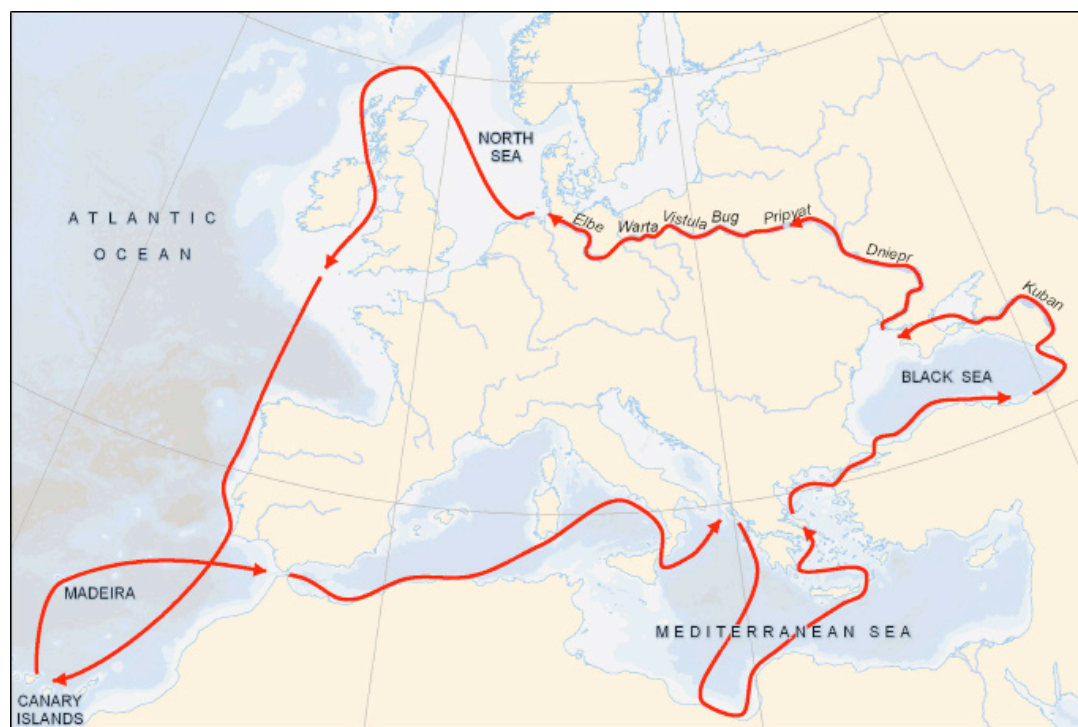 NORTH
SEA
ATLANTIC
OCEAN
Elbe
Warta
Vistula
Bug
Pripyat
Dniepr
Kuban
BLACK SEA
MADEIRA
MEDITERRANEAN SEA
CANARY
ISLANDS